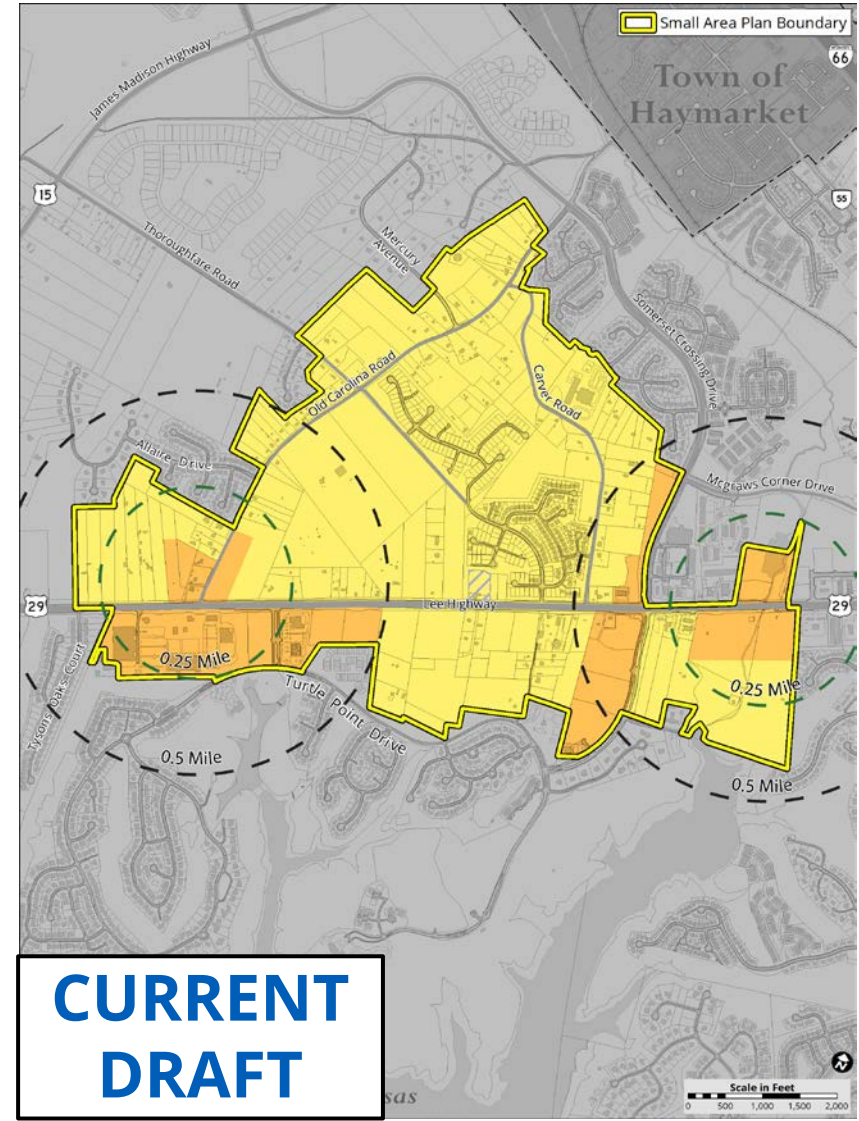 Small Area Plan Boundary
66
Town of
Haymarket
James Madison Highway
15
55
Thoroughfare Road
Mercury
Avenue
Somerset Crossing Drive
Old Carolina Road
Carver Road
Allaire Drive
Mcgraws Corner Drive
29
Lee Highway
29
0.25 Mile
0.25 Mile
Tysons Oaks Court
Turtle Point Drive
0.5 Mile
0.5 Mile
CURRENT
DRAFT
sas
N
Scale in Feet
0 500 1,000 1,500 2,000